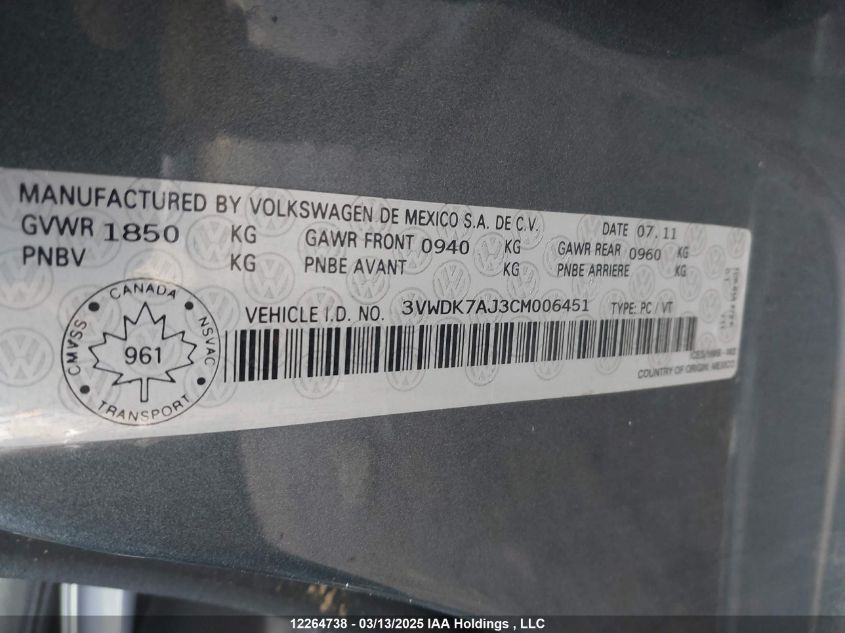 MANUFACTURED BY VOLKSWAGEN DE MEXICO S.A. DE C.V. DATE 07.11
GVWR 1850 KG GAWR FRONT 0940 KG GAWR REAR 0960 KG
PNBV KG PNBE AVANT KG PNBE ARRIERE KG
VEHICLE I.D. NO. 3VWDK7AJ3CM006451 TYPE: PC / VT
CANADA
CMVSS NSVAC
961
TRANSPORT
COUNTRY OF ORIGIN: MEXICO
12264738 - 03/13/2025 IAA Holdings , LLC